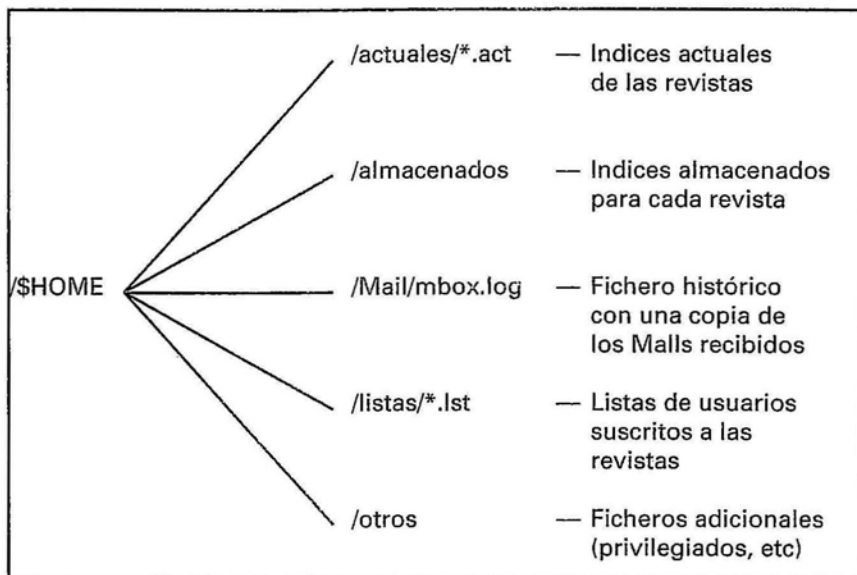 /actuales/*.act — Indices actuales
de las revistas
/almacenados — Indices almacenados
para cada revista
/$HOME /Mail/mbox.log — Fichero histórico
con una copia de
los Malls recibidos
/listas/*.lst — Listas de usuarios
suscritos a las
revistas
/otros — Ficheros adicionales
(privilegiados, etc)